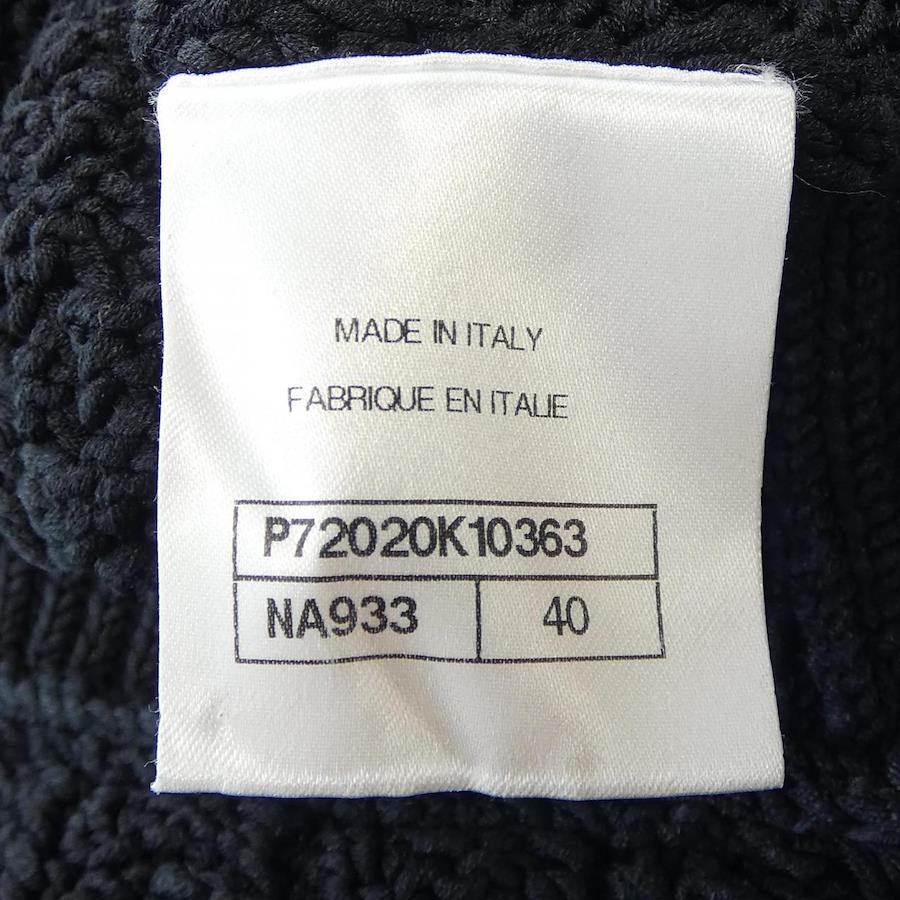 MADE IN ITALY
FABRIQUE EN ITALIE
P72020K10363
NA933 40